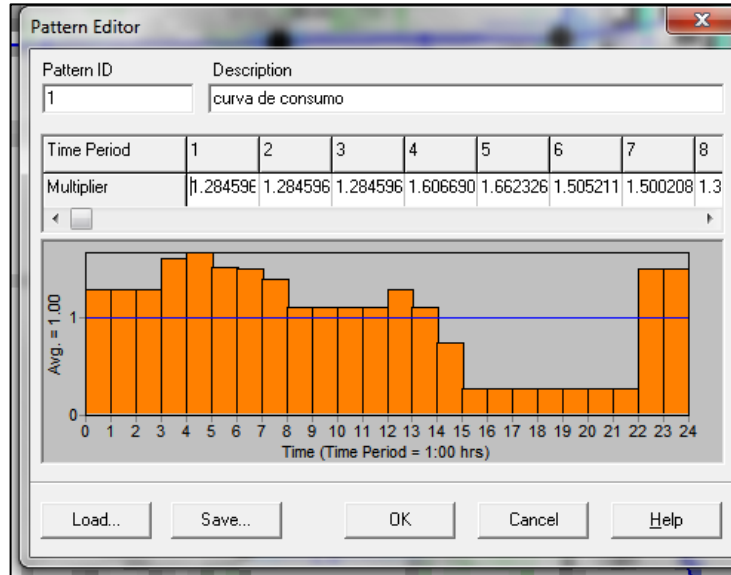 Pattern Editor
Pattern ID Description
1 curva de consumo
Time Period 1 2 3 4 5 6 7 8
Multiplier 1.284596 1.284596 1.284596 1.606690 1.662326 1.505211 1.500208 1.3
Avg. = 1.00
1
0
0 1 2 3 4 5 6 7 8 9 10 11 12 13 14 15 16 17 18 19 20 21 22 23 24
Time (Time Period = 1:00 hrs)
Load... Save... OK Cancel Help